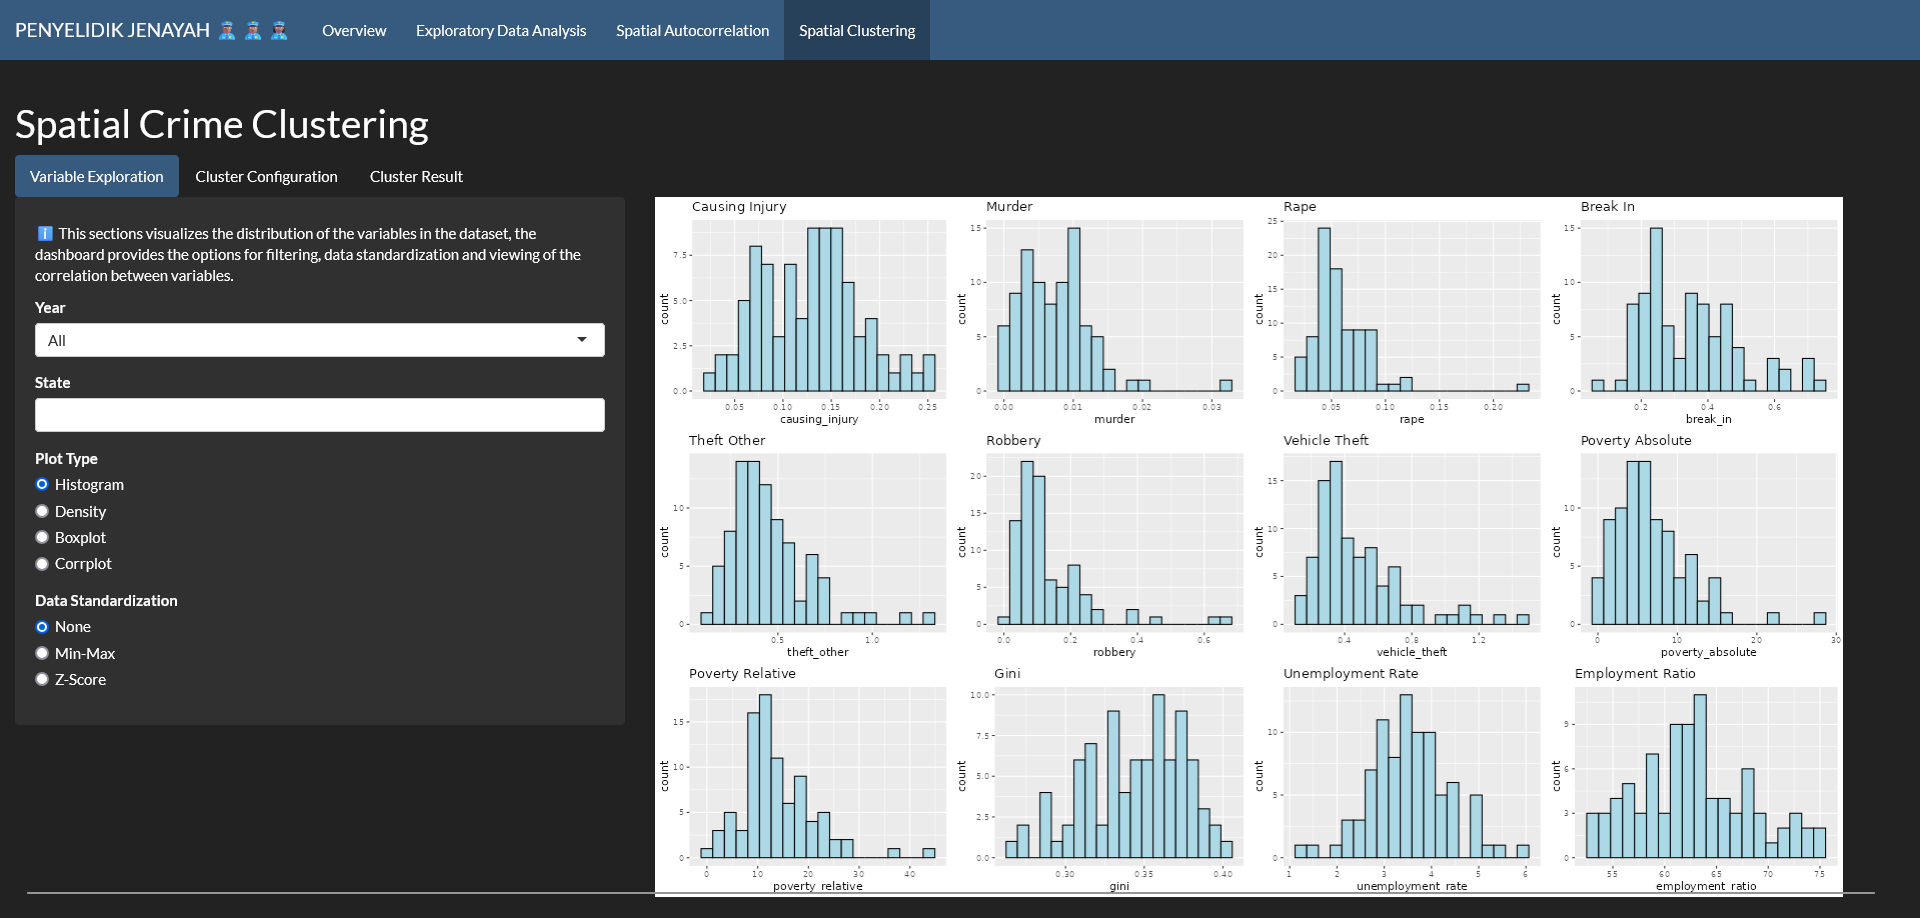 PENYELIDIK JENAYAH
Overview
Exploratory Data Analysis
Spatial Autocorrelation
Spatial Clustering
Spatial Crime Clustering
Variable Exploration
Cluster Configuration
Cluster Result
This sections visualizes the distribution of the variables in the dataset, the
dashboard provides the options for filtering, data standardization and viewing of the
correlation between variables.
Year
All
State
Plot Type
Histogram
Density
Boxplot
Corrplot
Data Standardization
None
Min-Max
Z-Score
Causing Injury
count
7.5
5.0
2.5
0.0
0.05 0.10 0.15 0.20 0.25
causing_injury
Murder
count
15
10
5
0
0.00 0.01 0.02 0.03
murder
Rape
count
25
20
15
10
5
0
0.05 0.10 0.15 0.20
rape
Break In
count
15
10
5
0
0.2 0.4 0.6
break_in
Theft Other
count
10
5
0
0.5 1.0
theft_other
Robbery
count
20
15
10
5
0
0.0 0.2 0.4 0.6
robbery
Vehicle Theft
count
15
10
5
0
0.4 0.8 1.2
vehicle_theft
Poverty Absolute
count
10
5
0
0 10 20 30
poverty_absolute
Poverty Relative
count
15
10
5
0
0 10 20 30 40
poverty_relative
Gini
count
10.0
7.5
5.0
2.5
0.0
0.30 0.35 0.40
gini
Unemployment Rate
count
10
5
0
1 2 3 4 5 6
unemployment_rate
Employment Ratio
count
9
6
3
0
55 60 65 70 75
employment_ratio